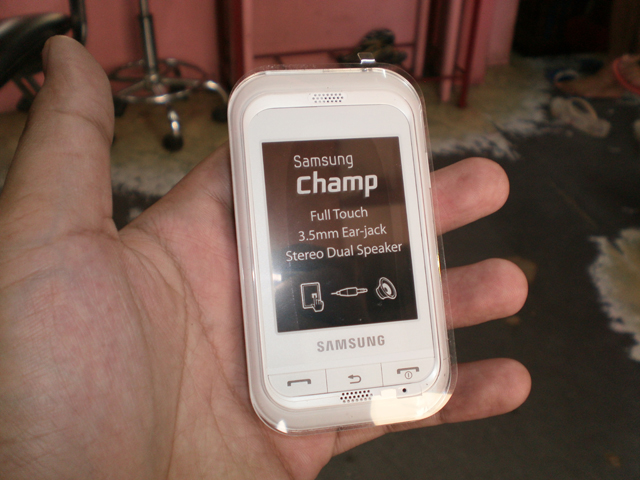 Samsung
Champ
Full Touch
3.5mm Ear-jack
Stereo Dual Speaker
SAMSUNG